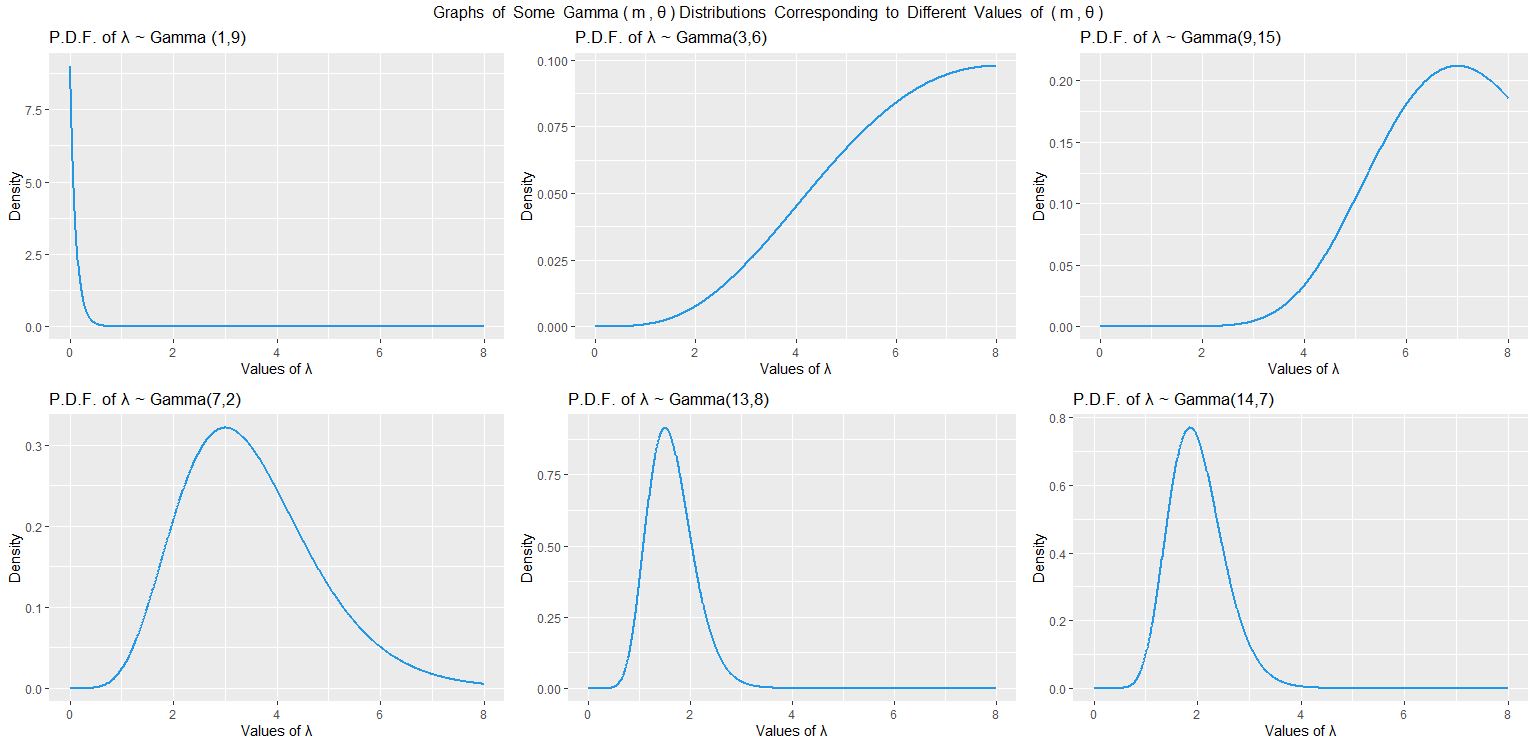 Graphs of Some Gamma ( m , θ ) Distributions Corresponding to Different Values of ( m , θ )
P.D.F. of λ ~ Gamma (1,9)
Density
7.5
5.0
2.5
0.0
0 2 4 6 8
Values of λ
P.D.F. of λ ~ Gamma(3,6)
Density
0.100
0.075
0.050
0.025
0.000
0 2 4 6 8
Values of λ
P.D.F. of λ ~ Gamma(9,15)
Density
0.20
0.15
0.10
0.05
0.00
0 2 4 6 8
Values of λ
P.D.F. of λ ~ Gamma(7,2)
Density
0.3
0.2
0.1
0.0
0 2 4 6 8
Values of λ
P.D.F. of λ ~ Gamma(13,8)
Density
0.75
0.50
0.25
0.00
0 2 4 6 8
Values of λ
P.D.F. of λ ~ Gamma(14,7)
Density
0.8
0.6
0.4
0.2
0.0
0 2 4 6 8
Values of λ